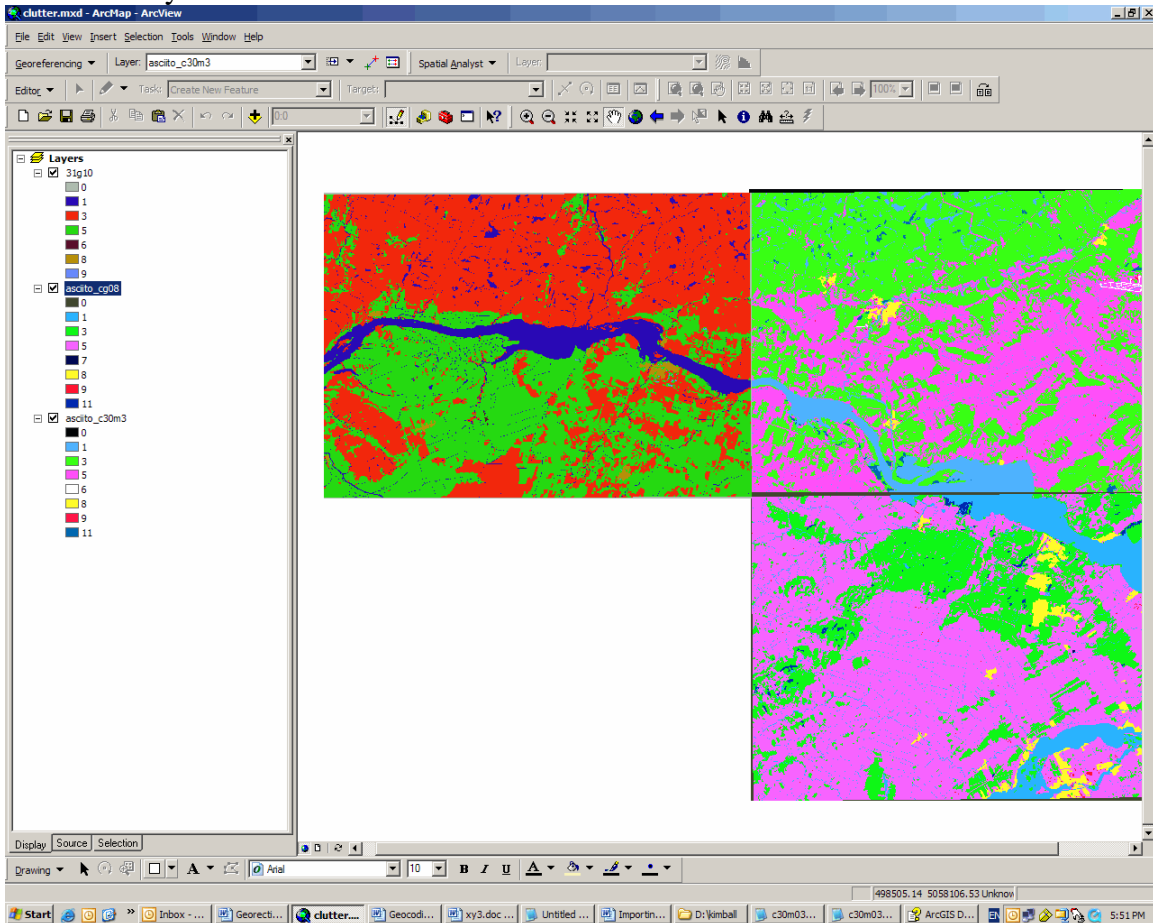 clutter.mxd - ArcMap - ArcView
File Edit View Insert Selection Tools Window Help
Georeferencing Layer: asciito_c30m3 Spatial Analyst Layer:
Editor Task: Create New Feature Target: 100%
0:0
Layers
31g10
0
1
3
5
6
8
9
asciito_cg08
0
1
3
5
7
8
9
11
asciito_c30m3
0
1
3
5
6
8
9
11
Display Source Selection
Drawing A Arial 10 B I U A
498505.14 5058106.53 Unknow
Start Inbox - ... Georecti... clutter.... Geocodi... xy3.doc ... Untitled ... Importin... D:\kimball c30m03... c30m03... ArcGIS D... EN 5:51 PM